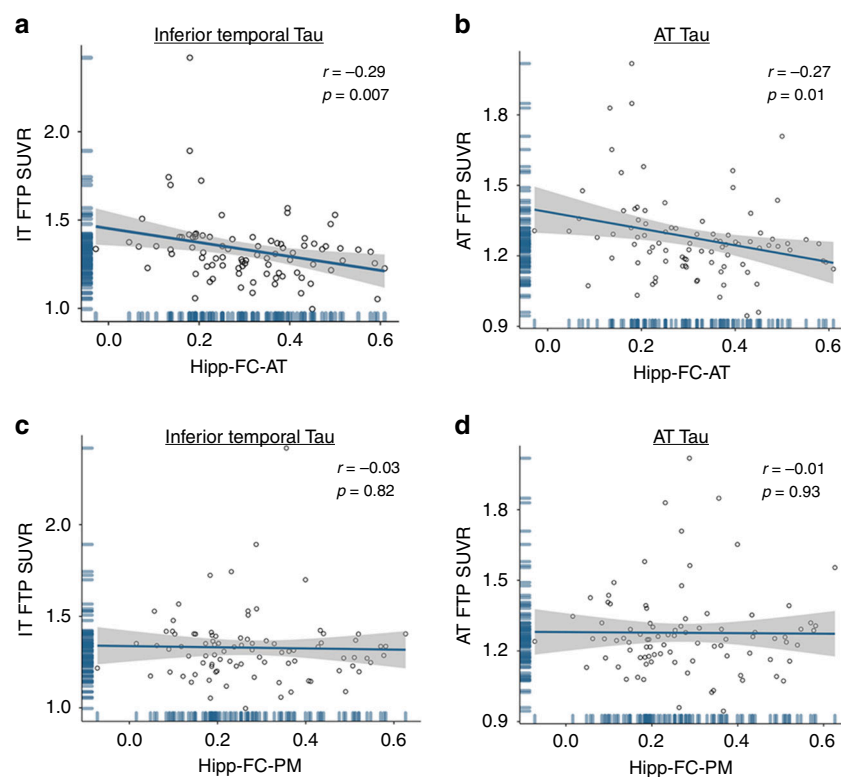 a
Inferior temporal Tau
r = –0.29
p = 0.007
IT FTP SUVR
2.0
1.5
1.0
0.0 0.2 0.4 0.6
Hipp-FC-AT
b
AT Tau
r = –0.27
p = 0.01
AT FTP SUVR
1.8
1.5
1.2
0.9
0.0 0.2 0.4 0.6
Hipp-FC-AT
c
Inferior temporal Tau
r = –0.03
p = 0.82
IT FTP SUVR
2.0
1.5
1.0
0.0 0.2 0.4 0.6
Hipp-FC-PM
d
AT Tau
r = –0.01
p = 0.93
AT FTP SUVR
1.8
1.5
1.2
0.9
0.0 0.2 0.4 0.6
Hipp-FC-PM